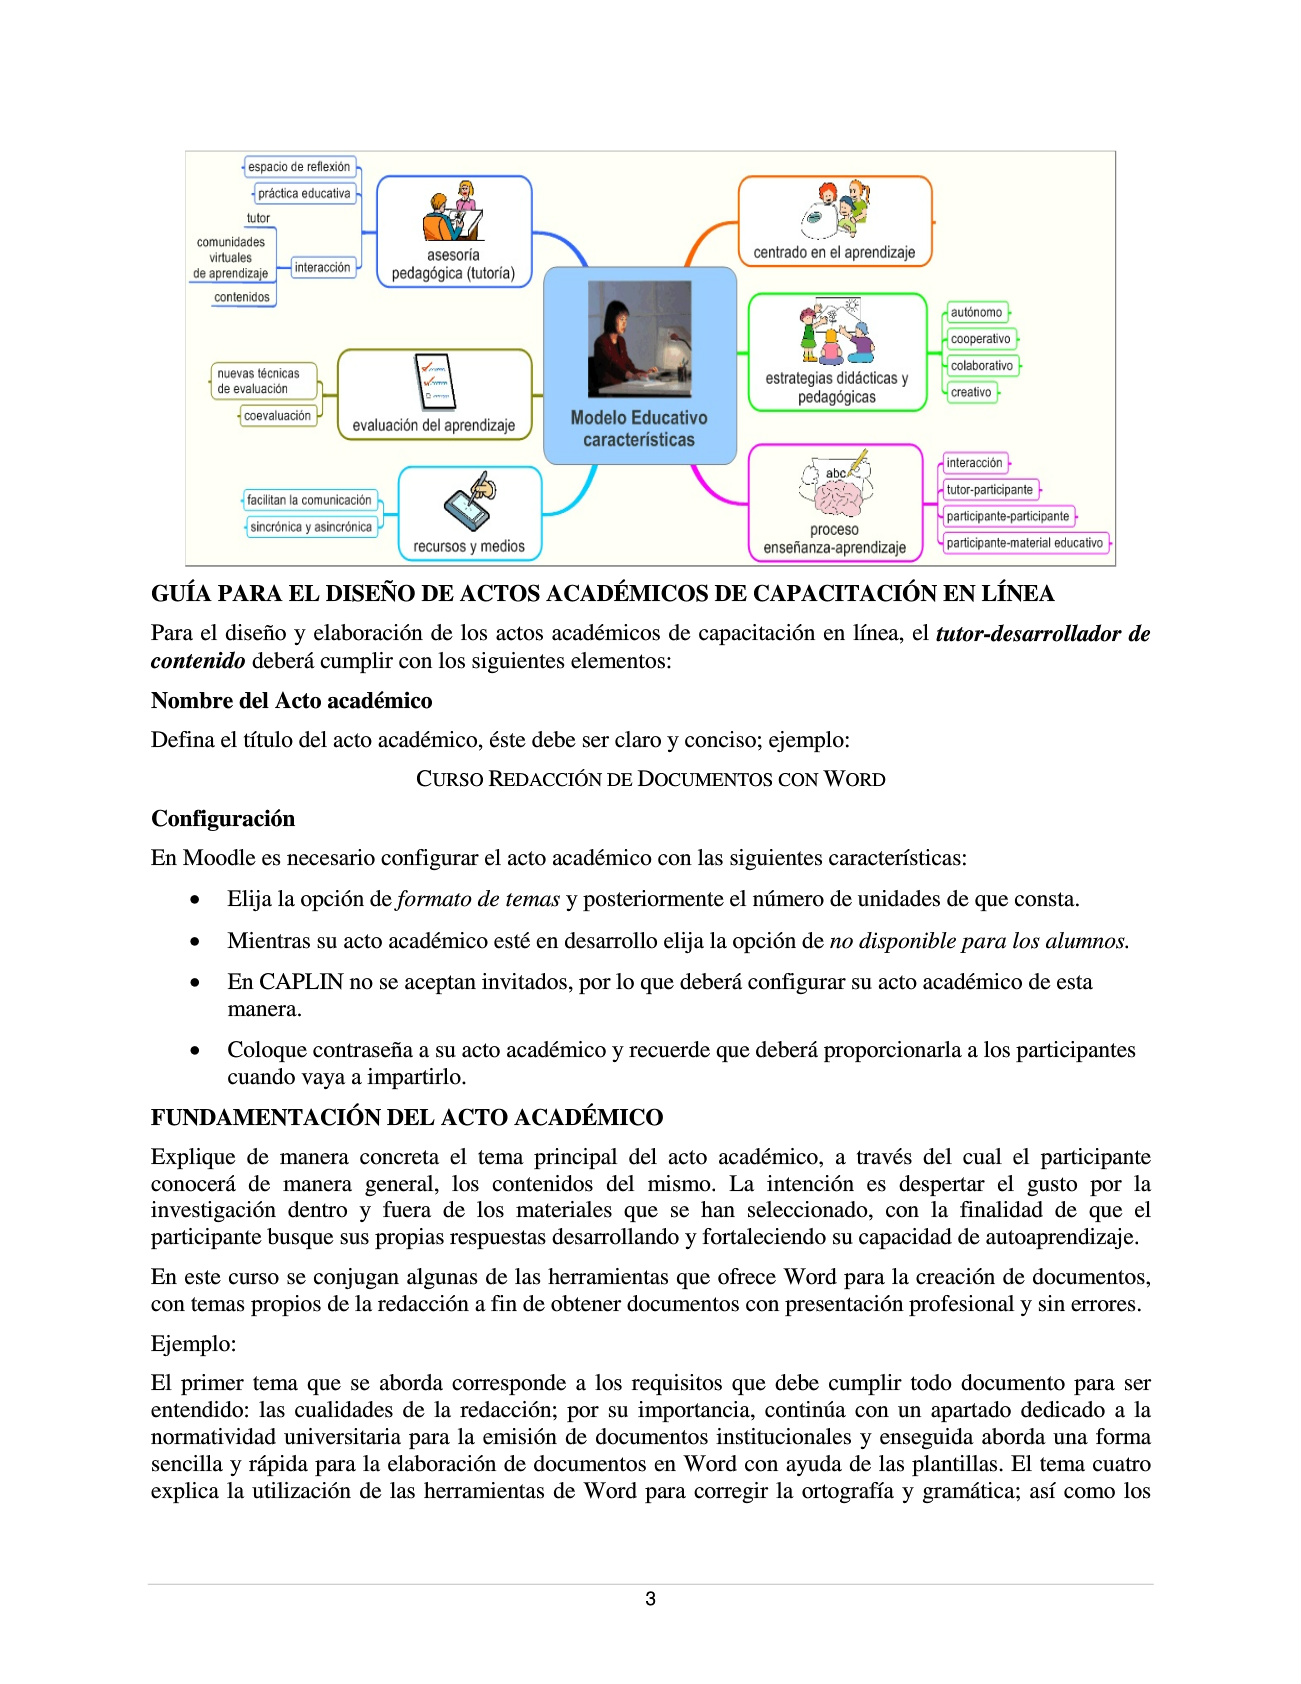 espacio de reflexión
práctica educativa
tutor
comunidades
virtuales
de aprendizaje
contenidos
interacción
asesoría
pedagógica (tutoría)
nuevas técnicas
de evaluación
coevaluación
evaluación del aprendizaje
facilitan la comunicación
sincrónica y asincrónica
recursos y medios
Modelo Educativo
características
centrado en el aprendizaje
estrategias didácticas y
pedagógicas
autónomo
cooperativo
colaborativo
creativo
abc
proceso
enseñanza-aprendizaje
interacción
tutor-participante
participante-participante
participante-material educativo
GUÍA PARA EL DISEÑO DE ACTOS ACADÉMICOS DE CAPACITACIÓN EN LÍNEA
Para el diseño y elaboración de los actos académicos de capacitación en línea, el tutor-desarrollador de
contenido deberá cumplir con los siguientes elementos:
Nombre del Acto académico
Defina el título del acto académico, éste debe ser claro y conciso; ejemplo:
CURSO REDACCIÓN DE DOCUMENTOS CON WORD
Configuración
En Moodle es necesario configurar el acto académico con las siguientes características:
• Elija la opción de formato de temas y posteriormente el número de unidades de que consta.
• Mientras su acto académico esté en desarrollo elija la opción de no disponible para los alumnos.
• En CAPLIN no se aceptan invitados, por lo que deberá configurar su acto académico de esta
manera.
• Coloque contraseña a su acto académico y recuerde que deberá proporcionarla a los participantes
cuando vaya a impartirlo.
FUNDAMENTACIÓN DEL ACTO ACADÉMICO
Explique de manera concreta el tema principal del acto académico, a través del cual el participante
conocerá de manera general, los contenidos del mismo. La intención es despertar el gusto por la
investigación dentro y fuera de los materiales que se han seleccionado, con la finalidad de que el
participante busque sus propias respuestas desarrollando y fortaleciendo su capacidad de autoaprendizaje.
En este curso se conjugan algunas de las herramientas que ofrece Word para la creación de documentos,
con temas propios de la redacción a fin de obtener documentos con presentación profesional y sin errores.
Ejemplo:
El primer tema que se aborda corresponde a los requisitos que debe cumplir todo documento para ser
entendido: las cualidades de la redacción; por su importancia, continúa con un apartado dedicado a la
normatividad universitaria para la emisión de documentos institucionales y enseguida aborda una forma
sencilla y rápida para la elaboración de documentos en Word con ayuda de las plantillas. El tema cuatro
explica la utilización de las herramientas de Word para corregir la ortografía y gramática; así como los
3